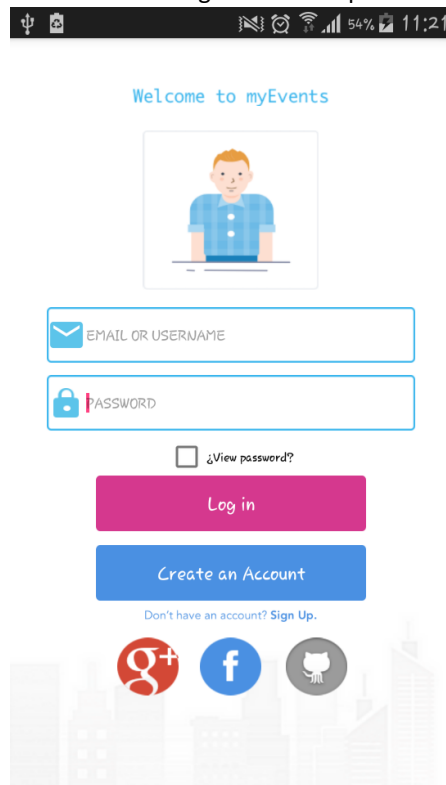 54% 11:21
Welcome to myEvents
EMAIL OR USERNAME
PASSWORD
¿View password?
Log in
Create an Account
Don't have an account? Sign Up.
g+ f